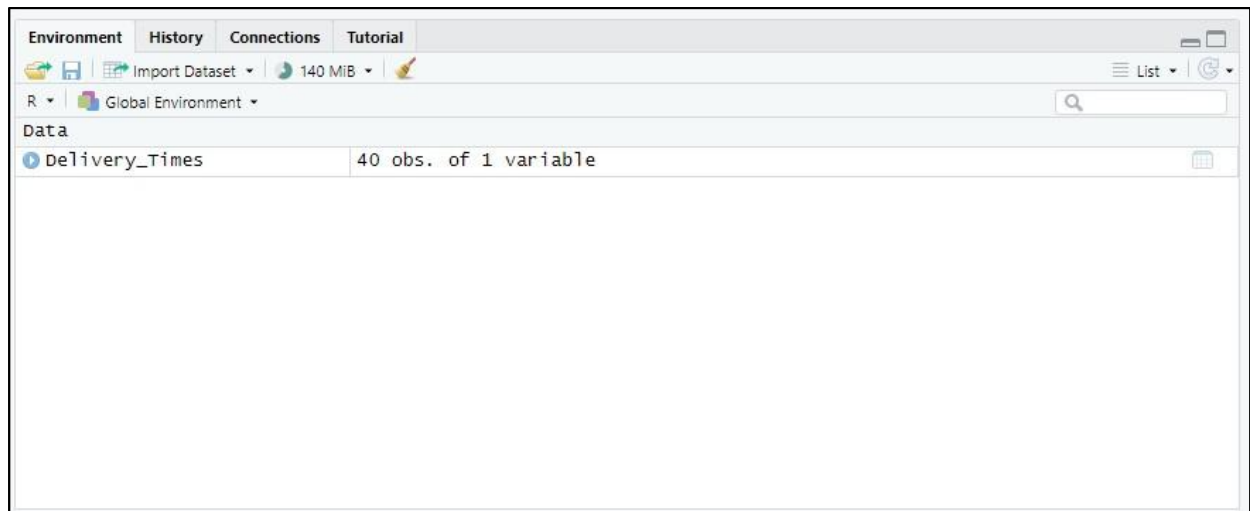 Environment History Connections Tutorial
Import Dataset 140 MiB List
R Global Environment
Data
Delivery_Times 40 obs. of 1 variable